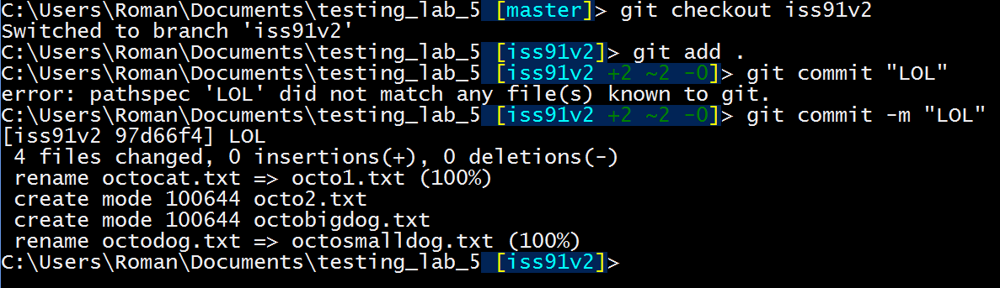 C:\Users\Roman\Documents\testing_lab_5 [master]> git checkout iss91v2
Switched to branch 'iss91v2'
C:\Users\Roman\Documents\testing_lab_5 [iss91v2]> git add .
C:\Users\Roman\Documents\testing_lab_5 [iss91v2 +2 ~2 -0]> git commit "LOL"
error: pathspec 'LOL' did not match any file(s) known to git.
C:\Users\Roman\Documents\testing_lab_5 [iss91v2 +2 ~2 -0]> git commit -m "LOL"
[iss91v2 97d66f4] LOL
 4 files changed, 0 insertions(+), 0 deletions(-)
 rename octocat.txt => octo1.txt (100%)
 create mode 100644 octo2.txt
 create mode 100644 octobigdog.txt
 rename octodog.txt => octosmalldog.txt (100%)
C:\Users\Roman\Documents\testing_lab_5 [iss91v2]>